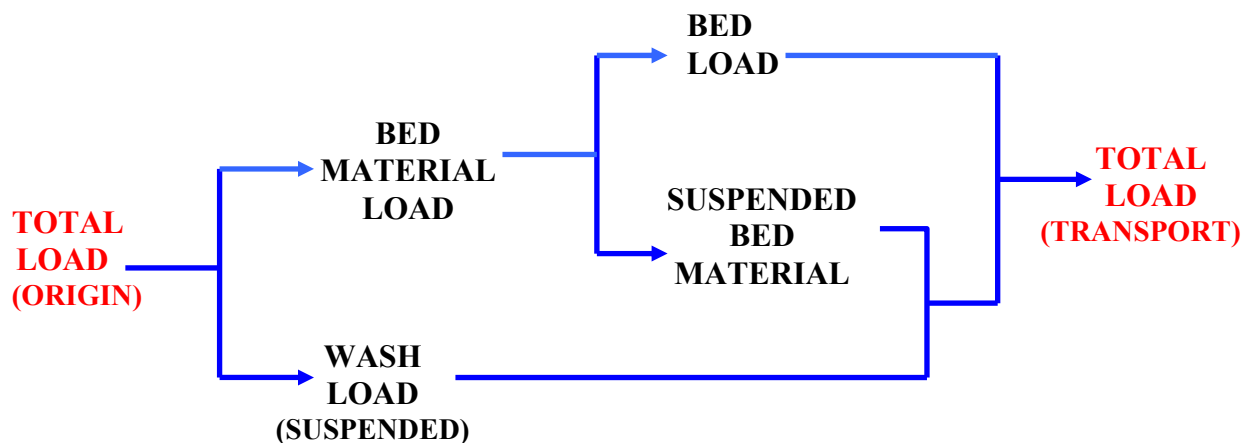 TOTAL
LOAD
(ORIGIN)
BED
MATERIAL
LOAD
WASH
LOAD
(SUSPENDED)
BED
LOAD
SUSPENDED
BED
MATERIAL
TOTAL
LOAD
(TRANSPORT)